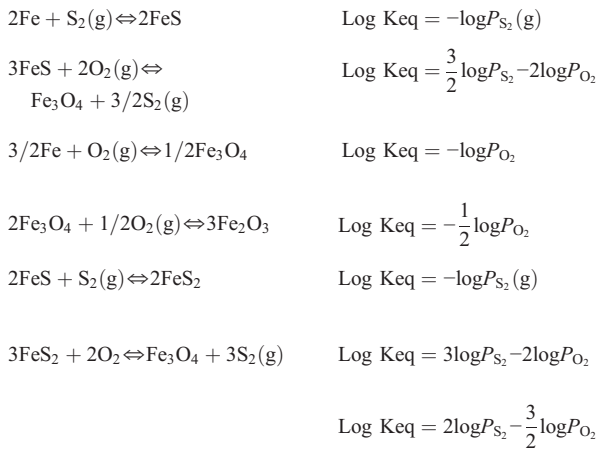 2Fe + S₂(g)⇔2FeS Log Keq = −logP_S₂(g)
3FeS + 2O₂(g)⇔ Log Keq = 3/2 logP_S₂−2logP_O₂
Fe₃O₄ + 3/2S₂(g)
3/2Fe + O₂(g)⇔1/2Fe₃O₄ Log Keq = −logP_O₂
2Fe₃O₄ + 1/2O₂(g)⇔3Fe₂O₃ Log Keq = −1/2 logP_O₂
2FeS + S₂(g)⇔2FeS₂ Log Keq = −logP_S₂(g)
3FeS₂ + 2O₂⇔Fe₃O₄ + 3S₂(g) Log Keq = 3logP_S₂−2logP_O₂
Log Keq = 2logP_S₂−3/2 logP_O₂